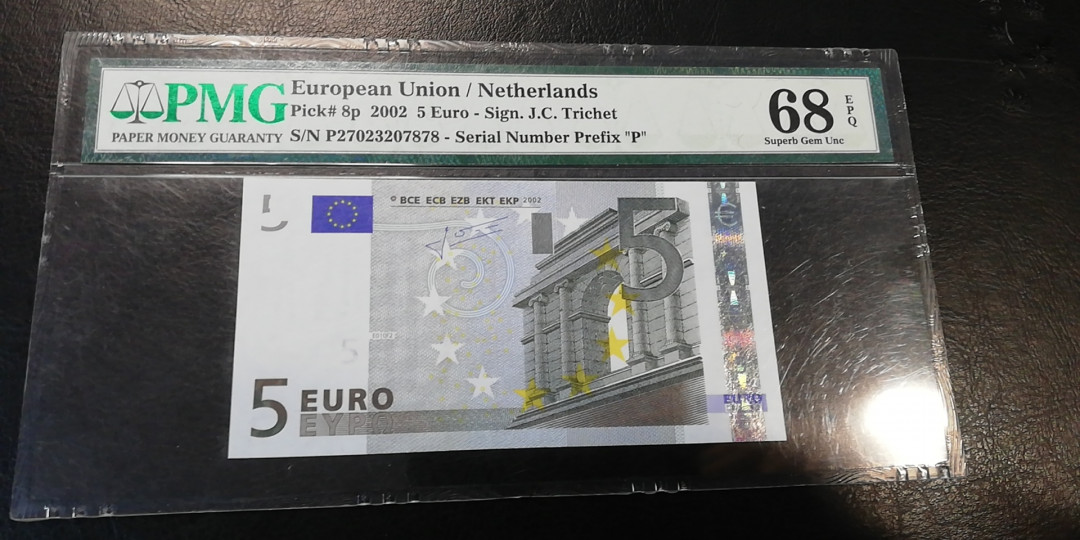 PMG
PAPER MONEY GUARANTY
European Union / Netherlands
Pick# 8p 2002 5 Euro - Sign. J.C. Trichet
S/N P27023207878 - Serial Number Prefix "P"
68
EPQ
Superb Gem Unc
© BCE ECB EZB EKT EKP 2002
5
5
5 EURO
ΕΥΡΩ
EURO